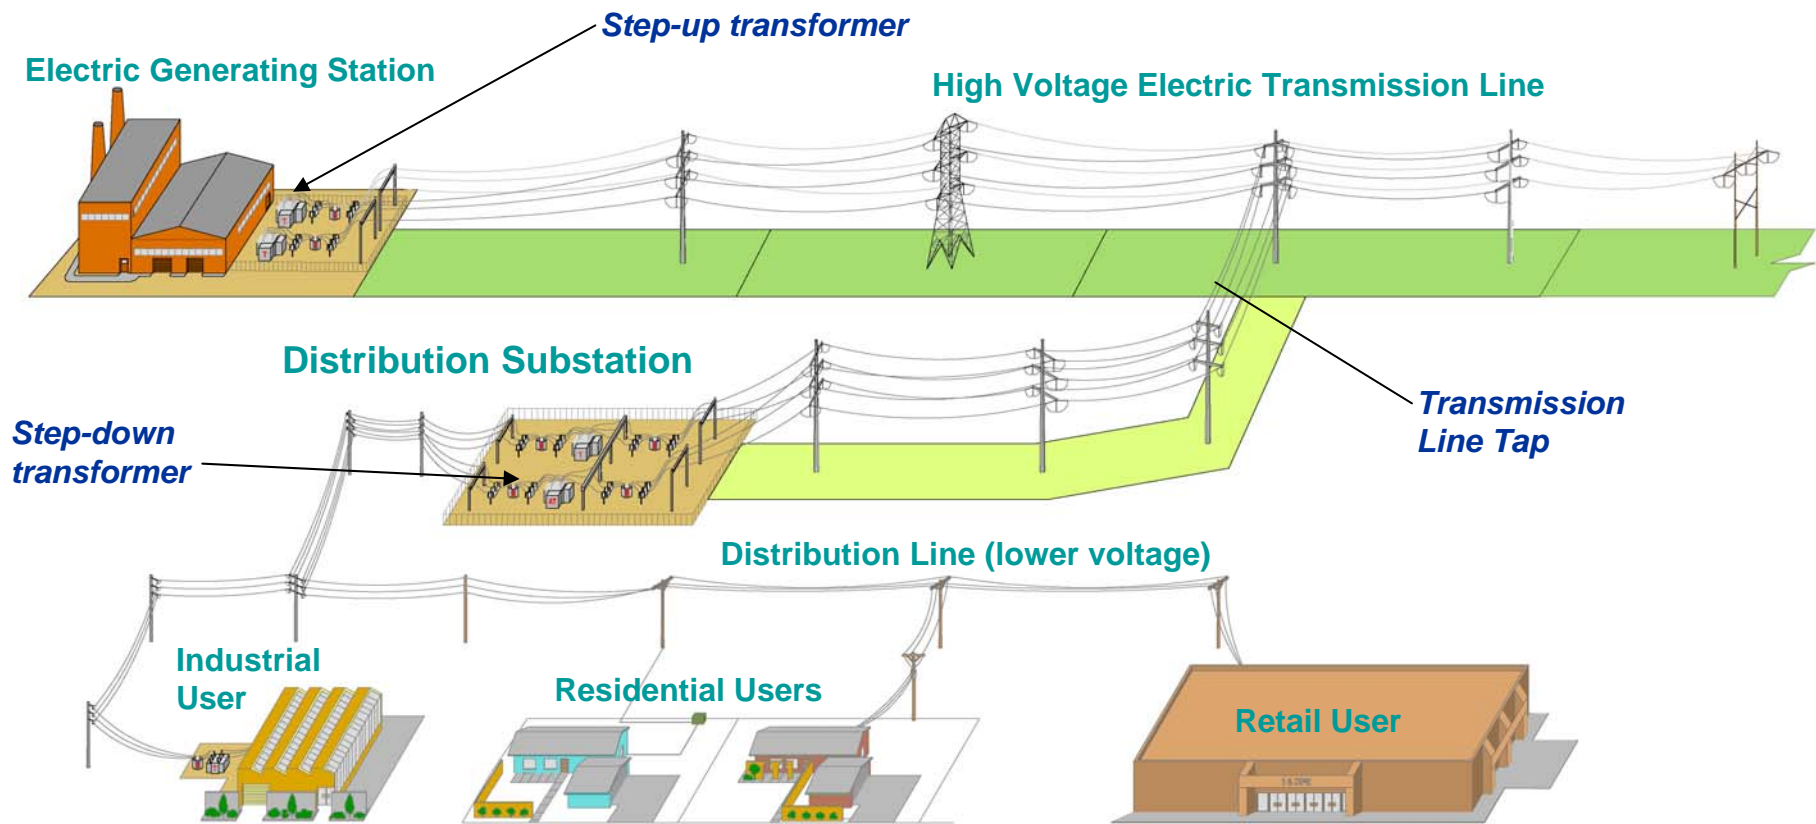 Step-up transformer
Electric Generating Station
High Voltage Electric Transmission Line
Distribution Substation
Transmission
Line Tap
Step-down
transformer
Distribution Line (lower voltage)
Industrial
User
Residential Users
Retail User